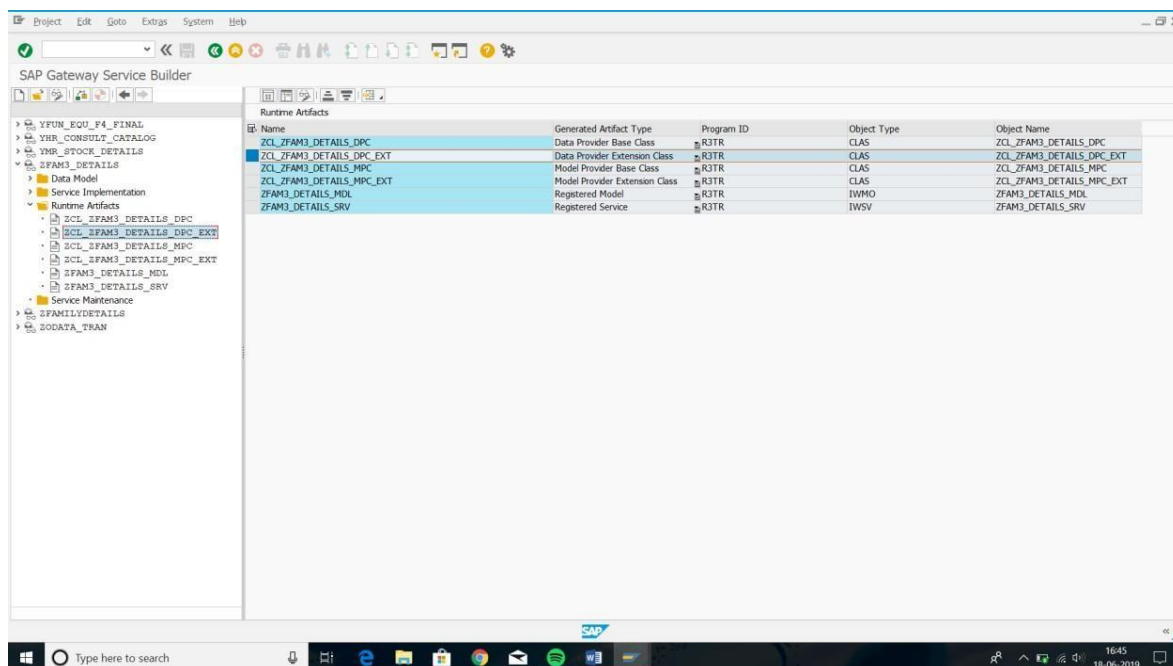 Project Edit Goto Extras System Help
SAP Gateway Service Builder
Runtime Artifacts
Name Generated Artifact Type Program ID Object Type Object Name
ZCL_ZFAM3_DETAILS_DPC Data Provider Base Class R3TR CLAS ZCL_ZFAM3_DETAILS_DPC
ZCL_ZFAM3_DETAILS_DPC_EXT Data Provider Extension Class R3TR CLAS ZCL_ZFAM3_DETAILS_DPC_EXT
ZCL_ZFAM3_DETAILS_MPC Model Provider Base Class R3TR CLAS ZCL_ZFAM3_DETAILS_MPC
ZCL_ZFAM3_DETAILS_MPC_EXT Model Provider Extension Class R3TR CLAS ZCL_ZFAM3_DETAILS_MPC_EXT
ZFAM3_DETAILS_MDL Registered Model R3TR IWMO ZFAM3_DETAILS_MDL
ZFAM3_DETAILS_SRV Registered Service R3TR IWSV ZFAM3_DETAILS_SRV
YFUN_EQU_F4_FINAL
YHR_CONSULT_CATALOG
YMR_STOCK_DETAILS
ZFAM3_DETAILS
Data Model
Service Implementation
Runtime Artifacts
ZCL_ZFAM3_DETAILS_DPC
ZCL_ZFAM3_DETAILS_DPC_EXT
ZCL_ZFAM3_DETAILS_MPC
ZCL_ZFAM3_DETAILS_MPC_EXT
ZFAM3_DETAILS_MDL
ZFAM3_DETAILS_SRV
Service Maintenance
ZFAMILYDETAILS
ZODATA_TRAN
SAP
Type here to search
16:45
18-06-2019